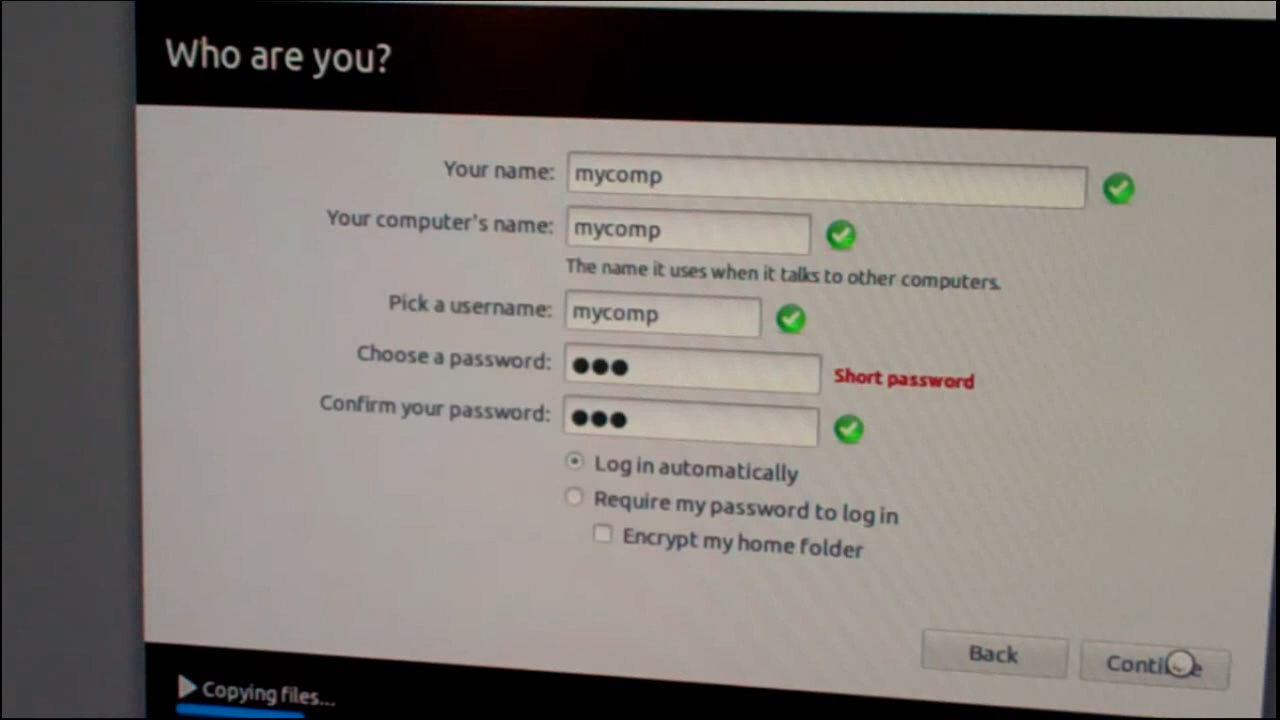 Who are you?
Your name: mycomp
Your computer's name: mycomp
The name it uses when it talks to other computers.
Pick a username: mycomp
Choose a password: ●●● Short password
Confirm your password: ●●●
Log in automatically
Require my password to log in
Encrypt my home folder
Back Continue
Copying files...